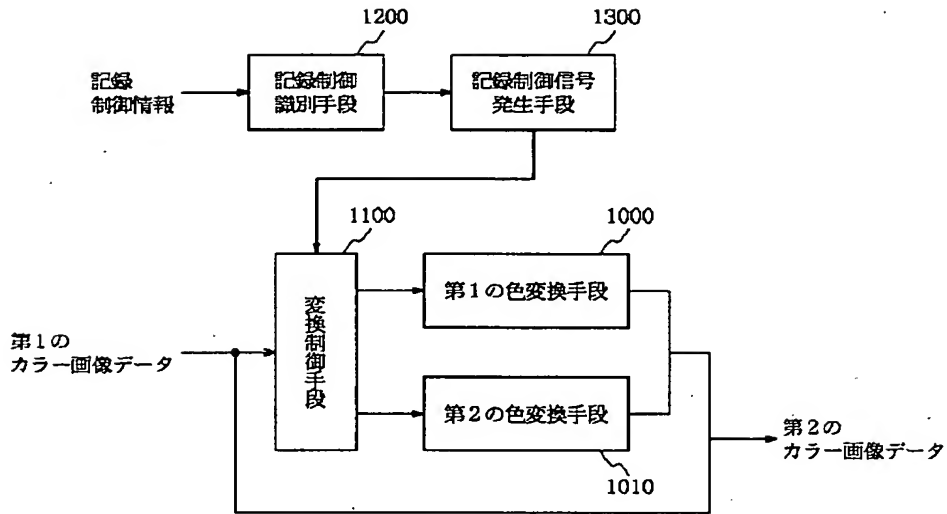 1200
1300
記録
制御情報
記録制御
識別手段
記録制御信号
発生手段
1100
1000
変換制御手段
第1の色変換手段
第1の
カラー画像データ
第2の色変換手段
第2の
カラー画像データ
1010